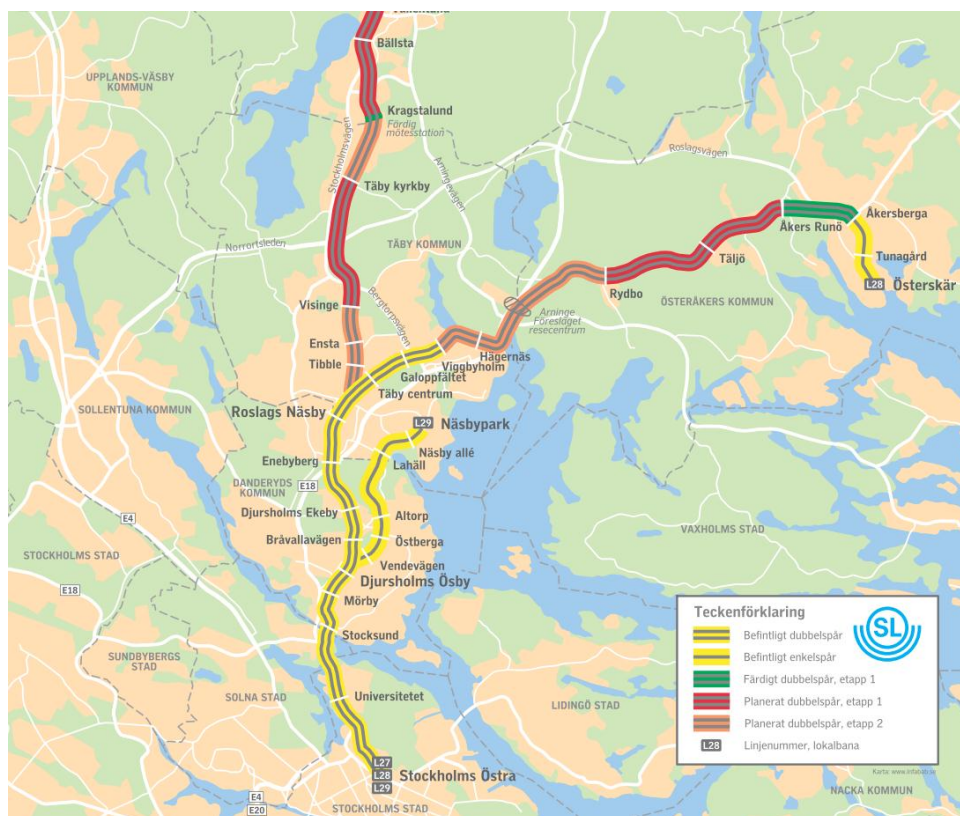 Bällsta
UPPLANDS-VÄSBY
KOMMUN
Kragstalund
Färdig
mötesstation
Stockholmsvägen
Arningevägen
Roslagsvägen
Täby kyrkby
Åkersberga
Åkers Runö
Norrortsleden
TÄBY KOMMUN
Täljö
Tunagård
L28 Österskär
Rydbo
ÖSTERÅKERS KOMMUN
Visinge
Bergtorpsvägen
Arninge
Föreslaget
resecentrum
Ensta
Hägernäs
Tibble
Viggbyholm
Galoppfältet
Täby centrum
SOLLENTUNA KOMMUN
Roslags Näsby
L29 Näsbypark
Näsby allé
Enebyberg
Lahäll
DANDERYDS
KOMMUN
E18
Djursholms Ekeby
Altorp
E4
VAXHOLMS STAD
Bråvallavägen
Östberga
STOCKHOLMS STAD
Vendevägen
Djursholms Ösby
E18
Mörby
Stocksund
SUNDBYBERGS
STAD
SOLNA STAD
Universitetet
LIDINGÖ STAD
L27
L28
L29
Stockholms Östra
E4
E20
STOCKHOLMS STAD
Teckenförklaring
SL
Befintligt dubbelspår
Befintligt enkelspår
Färdigt dubbelspår, etapp 1
Planerat dubbelspår, etapp 1
Planerat dubbelspår, etapp 2
L28 Linjenummer, lokalbana
NACKA KOMMUN